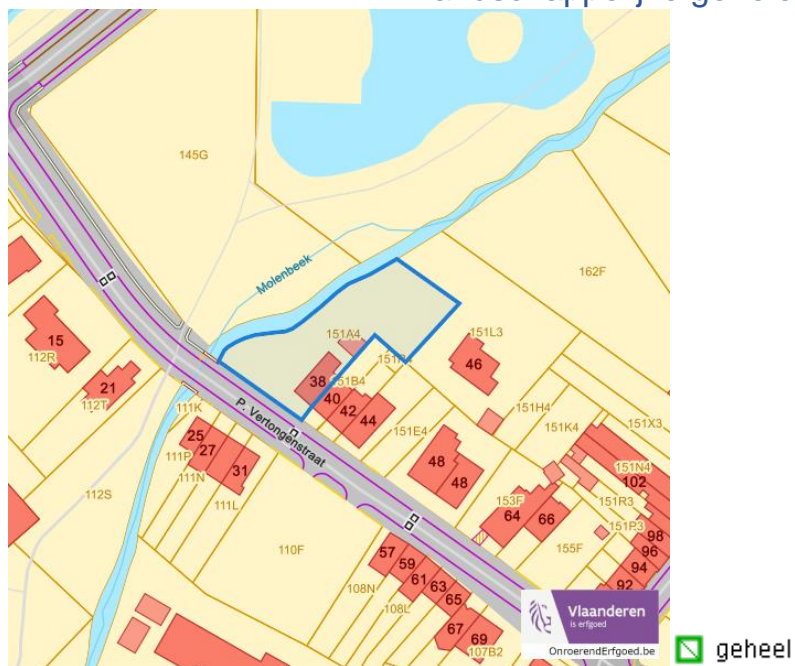 145G
Molenbeek
162F
151A4
151L3
15
112R
46
38
151B4
40
42
44
21
112T
111K
P. Vertongenstraat
151H4
151K4
151X3
25
27
111P
31
111N
111L
151E4
48
48
151N4
102
112S
153F
64
66
151R3
151P3
110F
155F
98
96
94
92
57
59
61
63
65
108N
108L
67
69
107B2
Vlaanderen
is erfgoed
OnroerendErfgoed.be
geheel